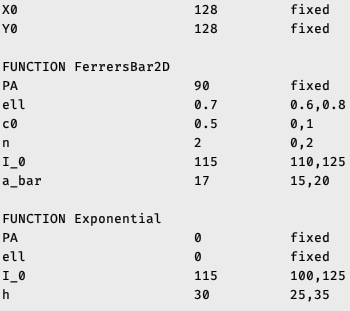 X0 128 fixed
Y0 128 fixed
FUNCTION FerrersBar2D
PA 90 fixed
ell 0.7 0.6,0.8
c0 0.5 0,1
n 2 0,2
I_0 115 110,125
a_bar 17 15,20
FUNCTION Exponential
PA 0 fixed
ell 0 fixed
I_0 115 100,125
h 30 25,35